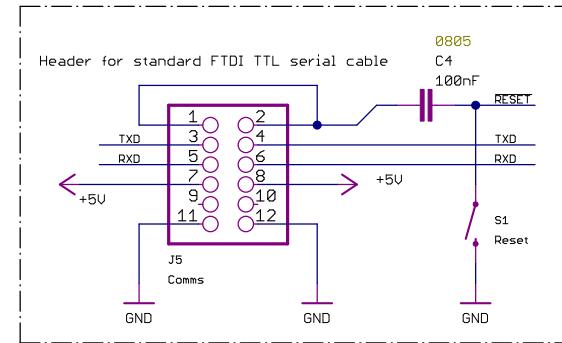 0805
Header for standard FTDI TTL serial cable
C4
100nF
RESET
1 2
TXD 3 4 TXD
RXD 5 6 RXD
7 8
+5V 9 10 +5V
11 12
S1
Reset
J5
Comms
GND GND GND